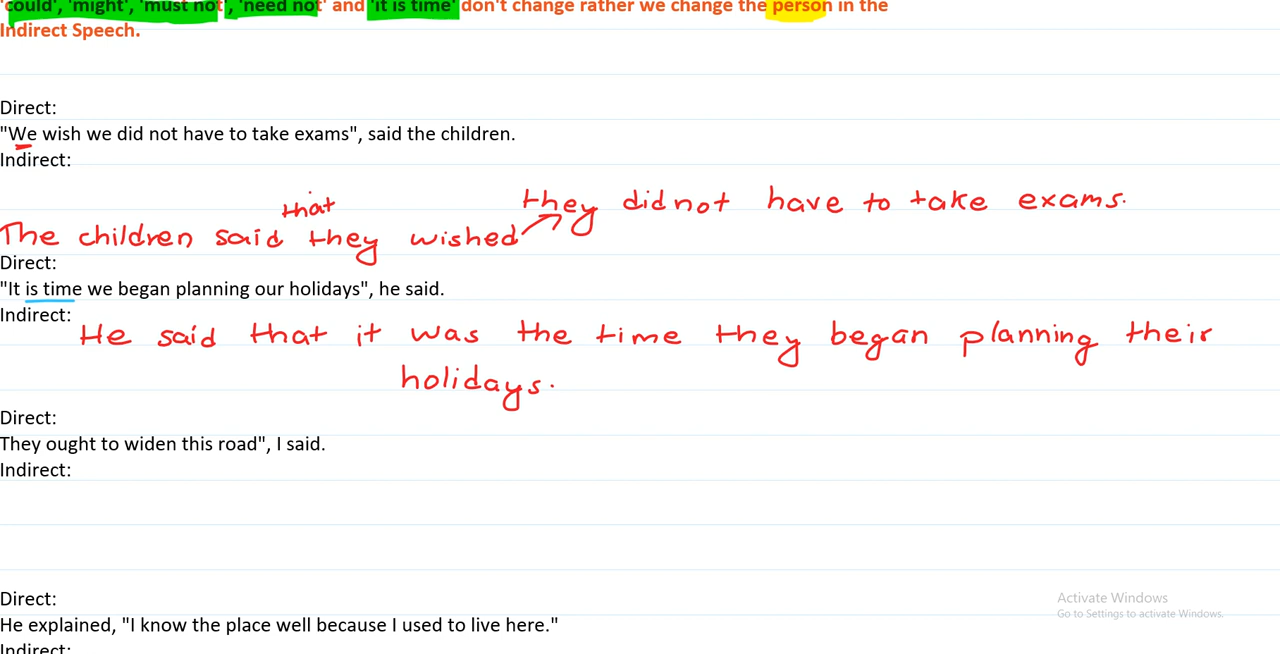 'could', 'might', 'must not', 'need not' and 'it is time' don't change rather we change the person in the
Indirect Speech.
Direct:
"We wish we did not have to take exams", said the children.
Indirect:
that
they did not have to take exams.
The children said they wished
Direct:
"It is time we began planning our holidays", he said.
Indirect:
He said that it was the time they began planning their
holidays.
Direct:
They ought to widen this road", I said.
Indirect:
Direct:
He explained, "I know the place well because I used to live here."
Indirect:
Activate Windows
Go to Settings to activate Windows.